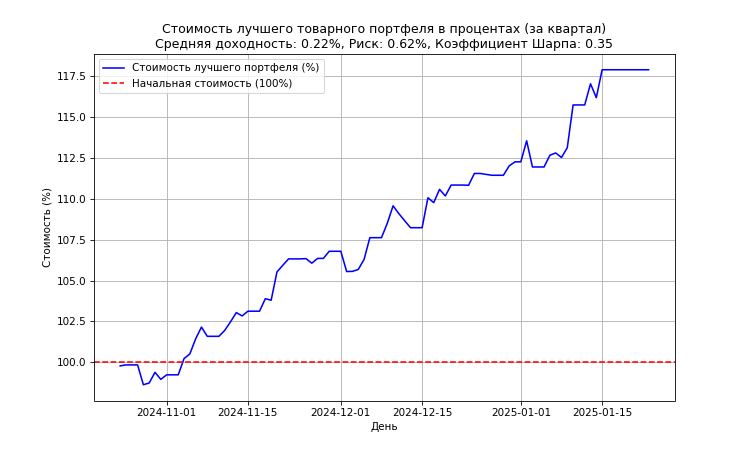 Стоимость лучшего товарного портфеля в процентах (за квартал)
Средняя доходность: 0.22%, Риск: 0.62%, Коэффициент Шарпа: 0.35
Стоимость лучшего портфеля (%)
Начальная стоимость (100%)
Стоимость (%)
117.5
115.0
112.5
110.0
107.5
105.0
102.5
100.0
2024-11-01
2024-11-15
2024-12-01
2024-12-15
2025-01-01
2025-01-15
День